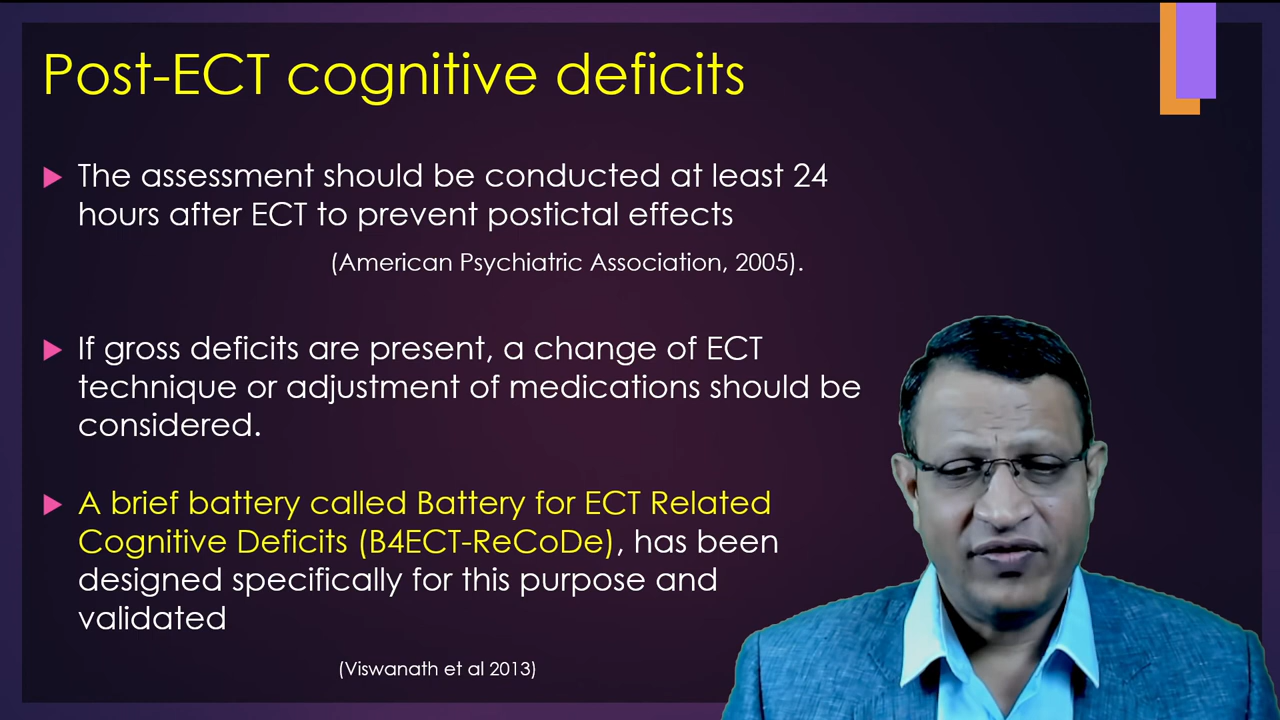 Post-ECT cognitive deficits
The assessment should be conducted at least 24
hours after ECT to prevent postictal effects
(American Psychiatric Association, 2005).
If gross deficits are present, a change of ECT
technique or adjustment of medications should be
considered.
A brief battery called Battery for ECT Related
Cognitive Deficits (B4ECT-ReCoDe), has been
designed specifically for this purpose and
validated
(Viswanath et al 2013)